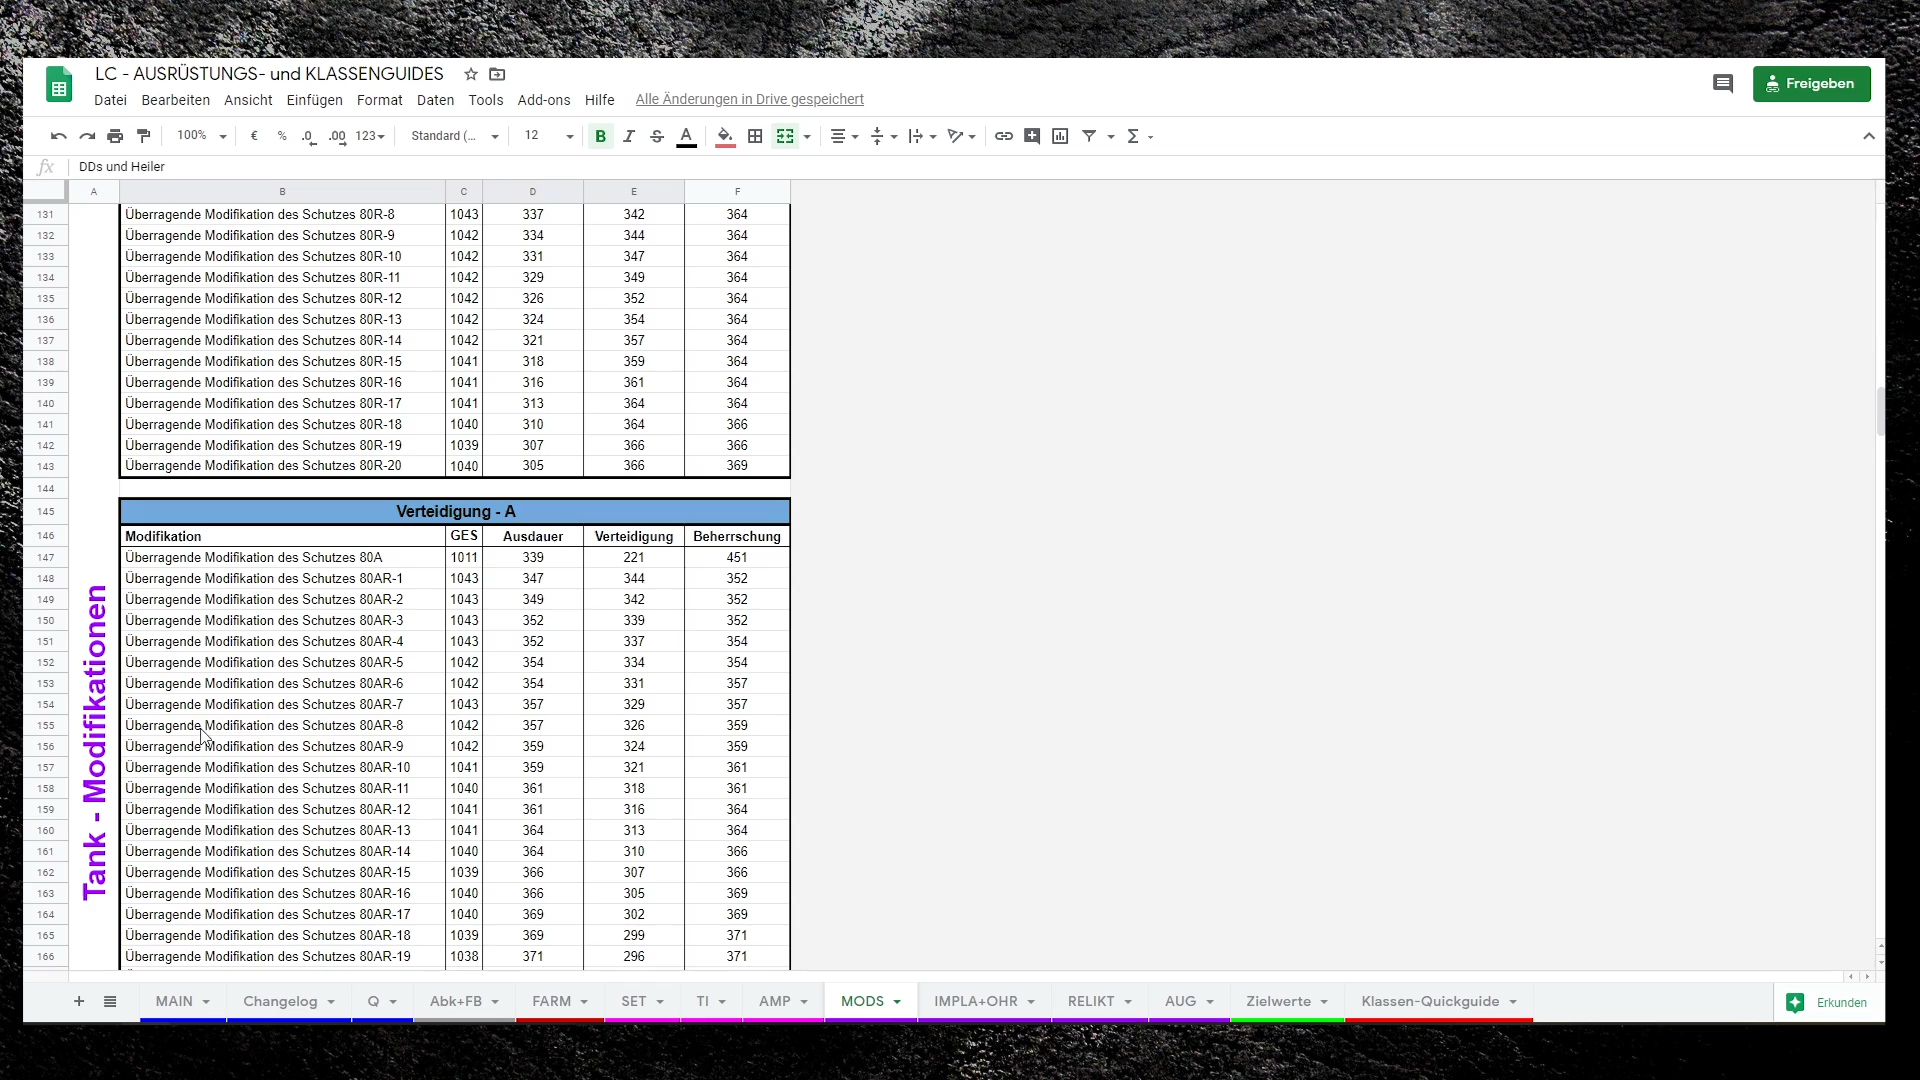 LC - AUSRÜSTUNGS- und KLASSENGUIDES
Freigeben
Datei Bearbeiten Ansicht Einfügen Format Daten Tools Add-ons Hilfe Alle Änderungen in Drive gespeichert
100% € % .0 .00 123 Standard (... 12 B I S A
fx DDs und Heiler
A B C D E F
131 Überragende Modifikation des Schutzes 80R-8 1043 337 342 364
132 Überragende Modifikation des Schutzes 80R-9 1042 334 344 364
133 Überragende Modifikation des Schutzes 80R-10 1042 331 347 364
134 Überragende Modifikation des Schutzes 80R-11 1042 329 349 364
135 Überragende Modifikation des Schutzes 80R-12 1042 326 352 364
136 Überragende Modifikation des Schutzes 80R-13 1042 324 354 364
137 Überragende Modifikation des Schutzes 80R-14 1042 321 357 364
138 Überragende Modifikation des Schutzes 80R-15 1041 318 359 364
139 Überragende Modifikation des Schutzes 80R-16 1041 316 361 364
140 Überragende Modifikation des Schutzes 80R-17 1041 313 364 364
141 Überragende Modifikation des Schutzes 80R-18 1040 310 364 366
142 Überragende Modifikation des Schutzes 80R-19 1039 307 366 366
143 Überragende Modifikation des Schutzes 80R-20 1040 305 366 369
144
145 Verteidigung - A
146 Modifikation GES Ausdauer Verteidigung Beherrschung
147 Überragende Modifikation des Schutzes 80A 1011 339 221 451
148 Überragende Modifikation des Schutzes 80AR-1 1043 347 344 352
149 Überragende Modifikation des Schutzes 80AR-2 1043 349 342 352
150 Überragende Modifikation des Schutzes 80AR-3 1043 352 339 352
151 Überragende Modifikation des Schutzes 80AR-4 1043 352 337 354
152 Überragende Modifikation des Schutzes 80AR-5 1042 354 334 354
153 Überragende Modifikation des Schutzes 80AR-6 1042 354 331 357
154 Überragende Modifikation des Schutzes 80AR-7 1043 357 329 357
155 Überragende Modifikation des Schutzes 80AR-8 1042 357 326 359
156 Überragende Modifikation des Schutzes 80AR-9 1042 359 324 359
157 Überragende Modifikation des Schutzes 80AR-10 1041 359 321 361
158 Überragende Modifikation des Schutzes 80AR-11 1040 361 318 361
159 Überragende Modifikation des Schutzes 80AR-12 1041 361 316 364
160 Überragende Modifikation des Schutzes 80AR-13 1041 364 313 364
161 Überragende Modifikation des Schutzes 80AR-14 1040 364 310 366
162 Überragende Modifikation des Schutzes 80AR-15 1039 366 307 366
163 Überragende Modifikation des Schutzes 80AR-16 1040 366 305 369
164 Überragende Modifikation des Schutzes 80AR-17 1040 369 302 369
165 Überragende Modifikation des Schutzes 80AR-18 1039 369 299 371
166 Überragende Modifikation des Schutzes 80AR-19 1038 371 296 371
Tank - Modifikationen
MAIN Changelog Q Abk+FB FARM SET TI AMP MODS IMPLA+OHR RELIKT AUG Zielwerte Klassen-Quickguide Erkunden